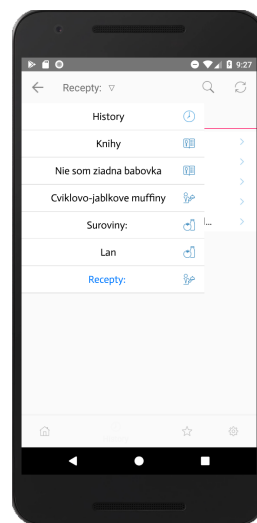 9:27
Recepty:
History
Knihy
Nie som ziadna babovka
Cviklovo-jablkove muffiny
Suroviny:
l...
Lan
Recepty: